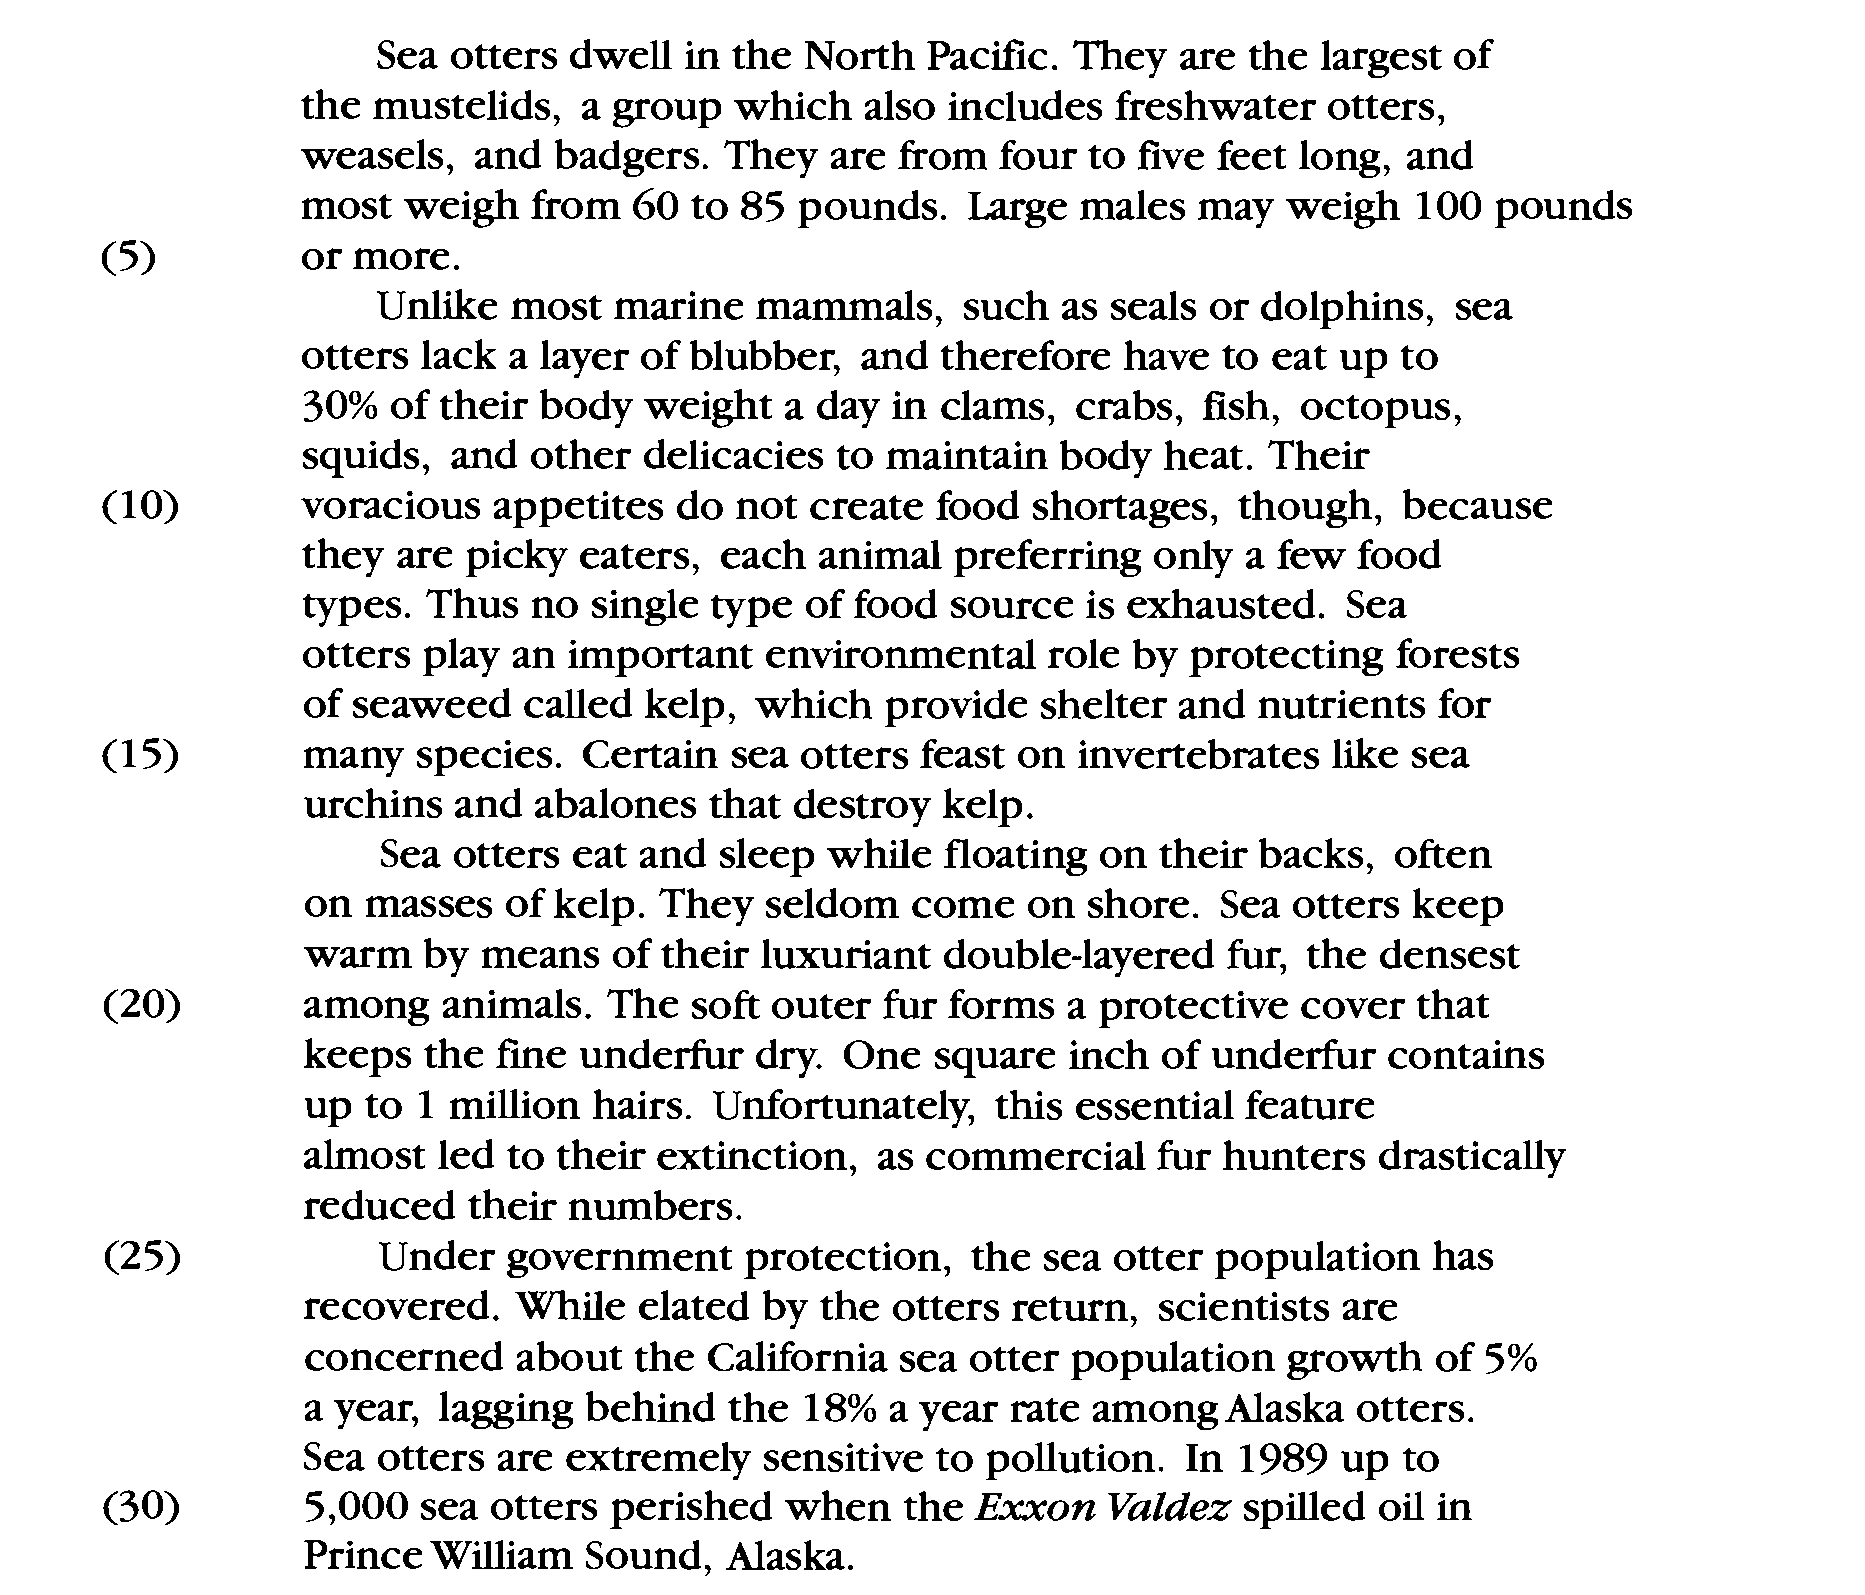 Sea otters dwell in the North Pacific. They are the largest of
the mustelids, a group which also includes freshwater otters,
weasels, and badgers. They are from four to five feet long, and
most weigh from 60 to 85 pounds. Large males may weigh 100 pounds
(5) or more.
Unlike most marine mammals, such as seals or dolphins, sea
otters lack a layer of blubber, and therefore have to eat up to
30% of their body weight a day in clams, crabs, fish, octopus,
squids, and other delicacies to maintain body heat. Their
(10) voracious appetites do not create food shortages, though, because
they are picky eaters, each animal preferring only a few food
types. Thus no single type of food source is exhausted. Sea
otters play an important environmental role by protecting forests
of seaweed called kelp, which provide shelter and nutrients for
(15) many species. Certain sea otters feast on invertebrates like sea
urchins and abalones that destroy kelp.
Sea otters eat and sleep while floating on their backs, often
on masses of kelp. They seldom come on shore. Sea otters keep
warm by means of their luxuriant double-layered fur, the densest
(20) among animals. The soft outer fur forms a protective cover that
keeps the fine underfur dry. One square inch of underfur contains
up to 1 million hairs. Unfortunately, this essential feature
almost led to their extinction, as commercial fur hunters drastically
reduced their numbers.
(25) Under government protection, the sea otter population has
recovered. While elated by the otters return, scientists are
concerned about the California sea otter population growth of 5%
a year, lagging behind the 18% a year rate among Alaska otters.
Sea otters are extremely sensitive to pollution. In 1989 up to
(30) 5,000 sea otters perished when the Exxon Valdez spilled oil in
Prince William Sound, Alaska.